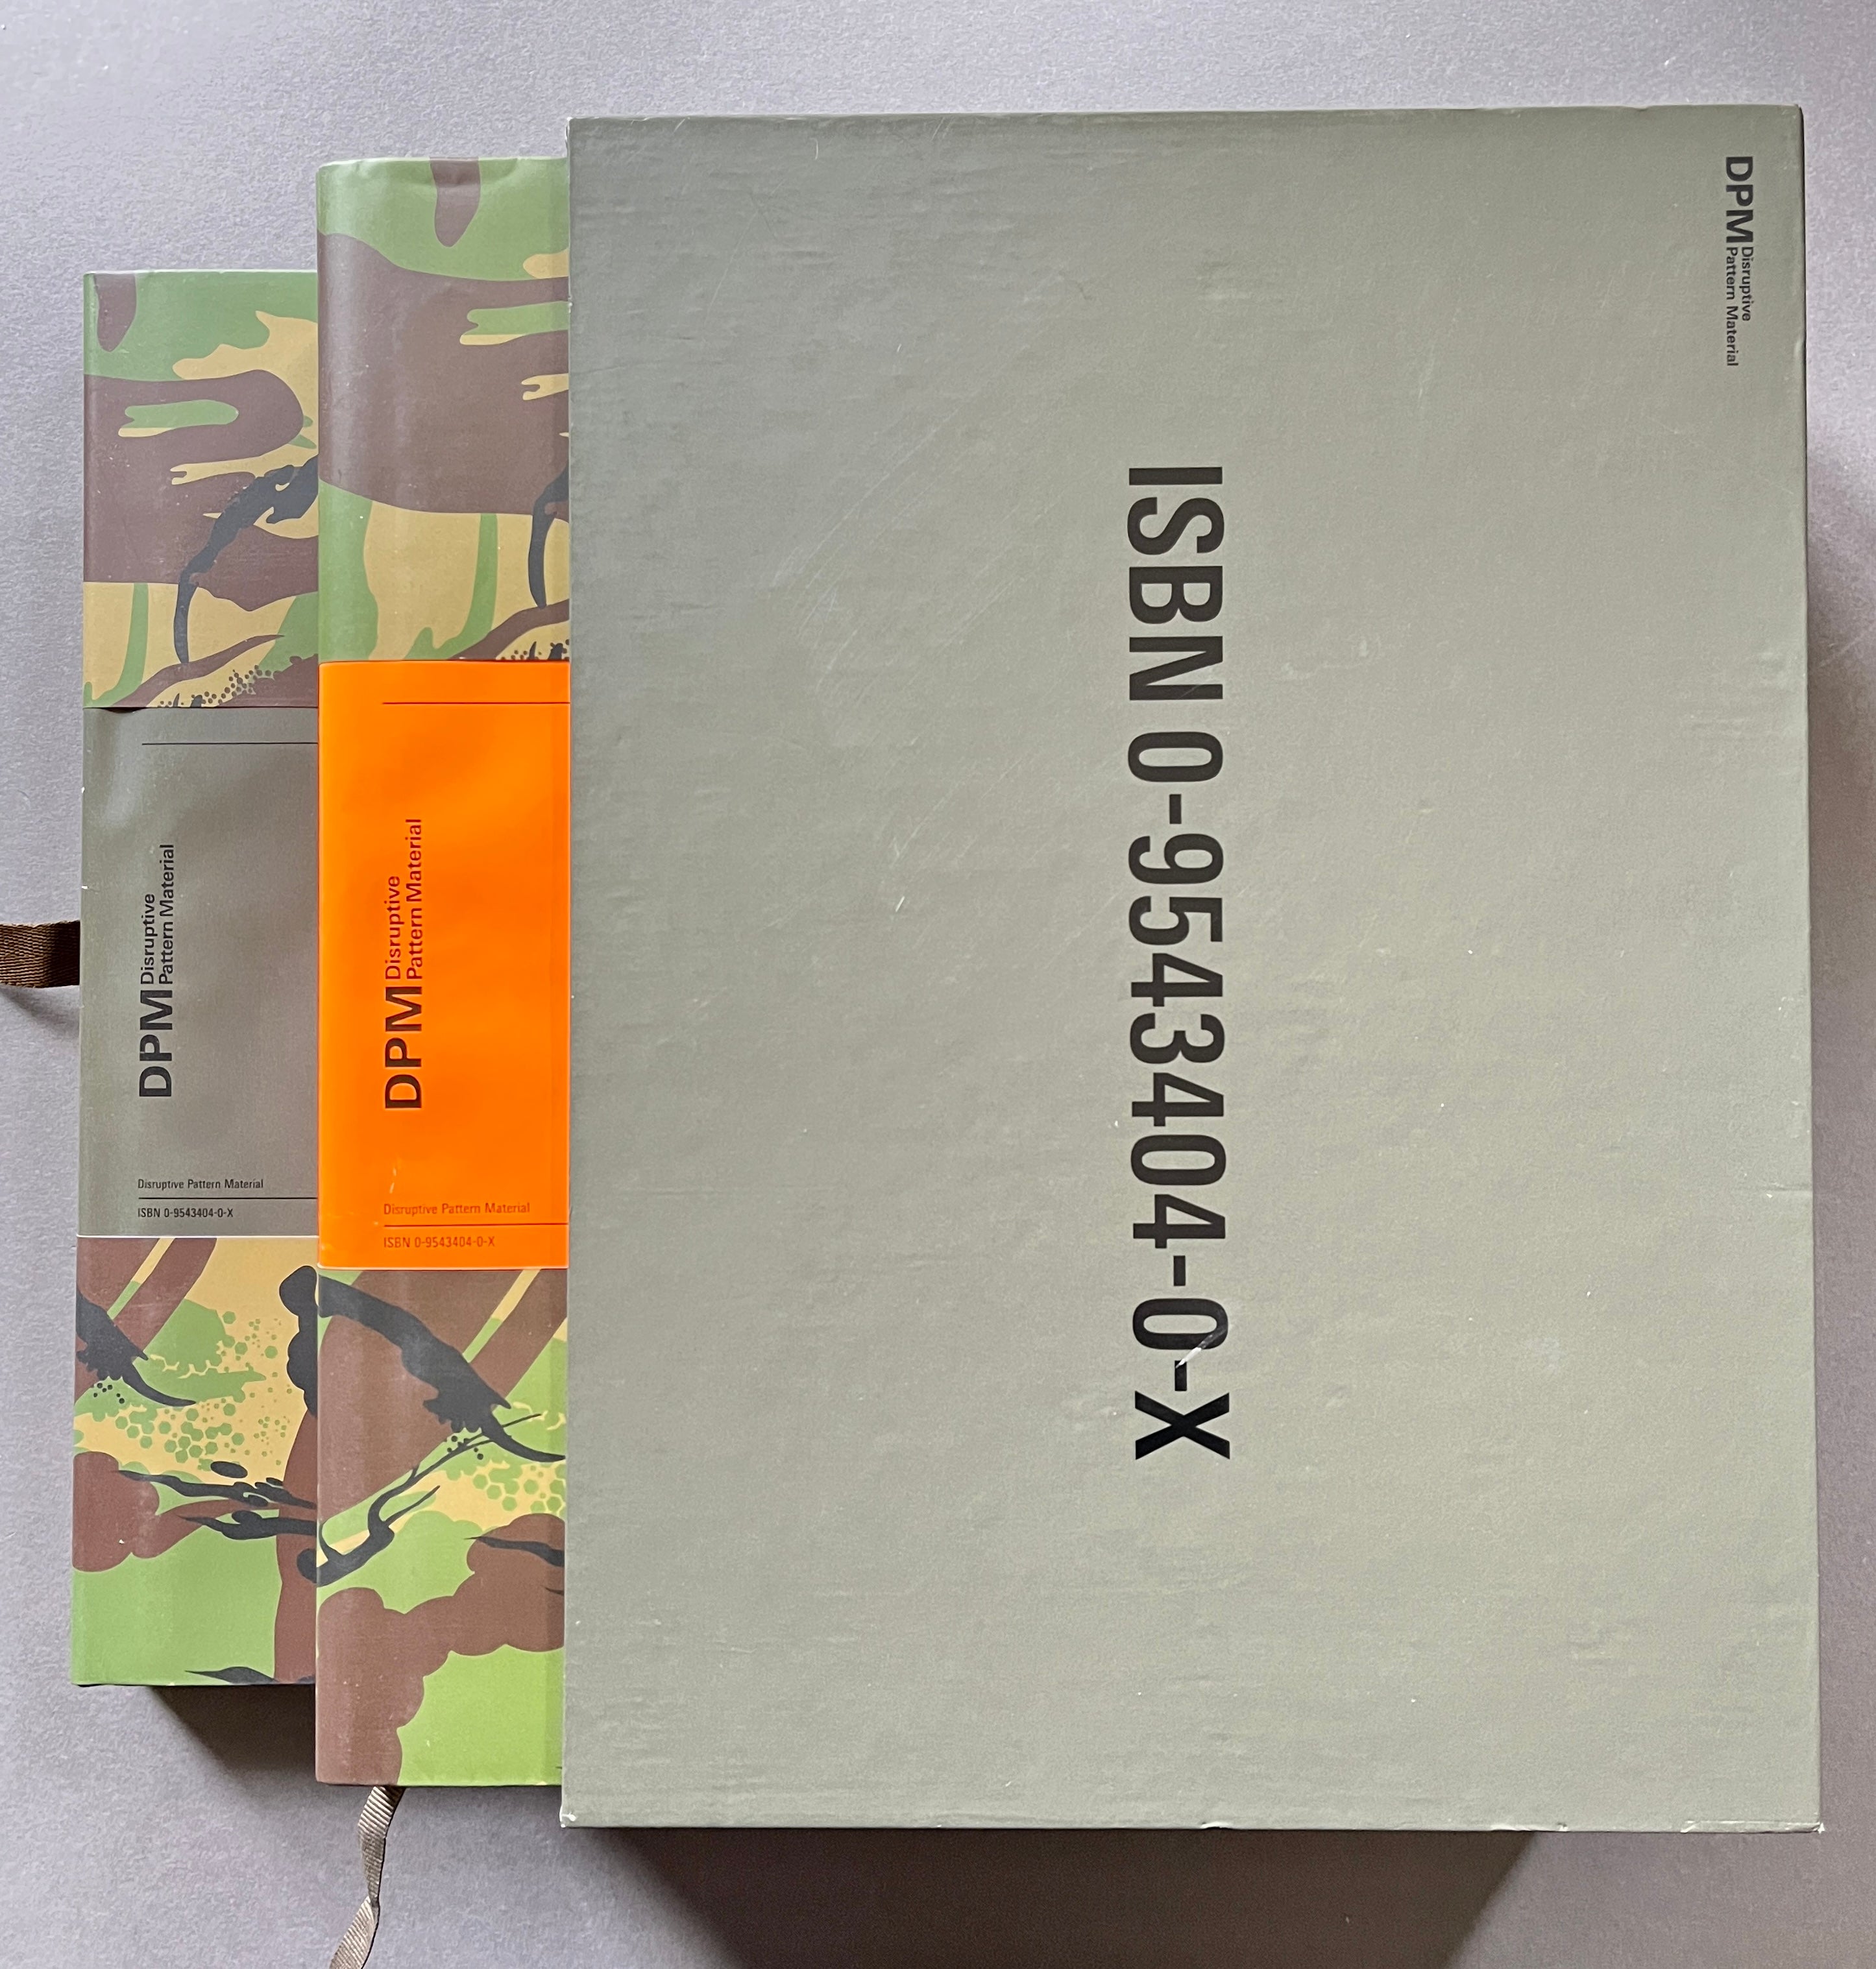 DPM Disruptive
Pattern Material
Disruptive Pattern Material
ISBN 0-9543404-0-X
DPM Disruptive
Pattern Material
Disruptive Pattern Material
ISBN 0-9543404-0-X
ISBN 0-9543404-0-X
DPM Disruptive
Pattern Material